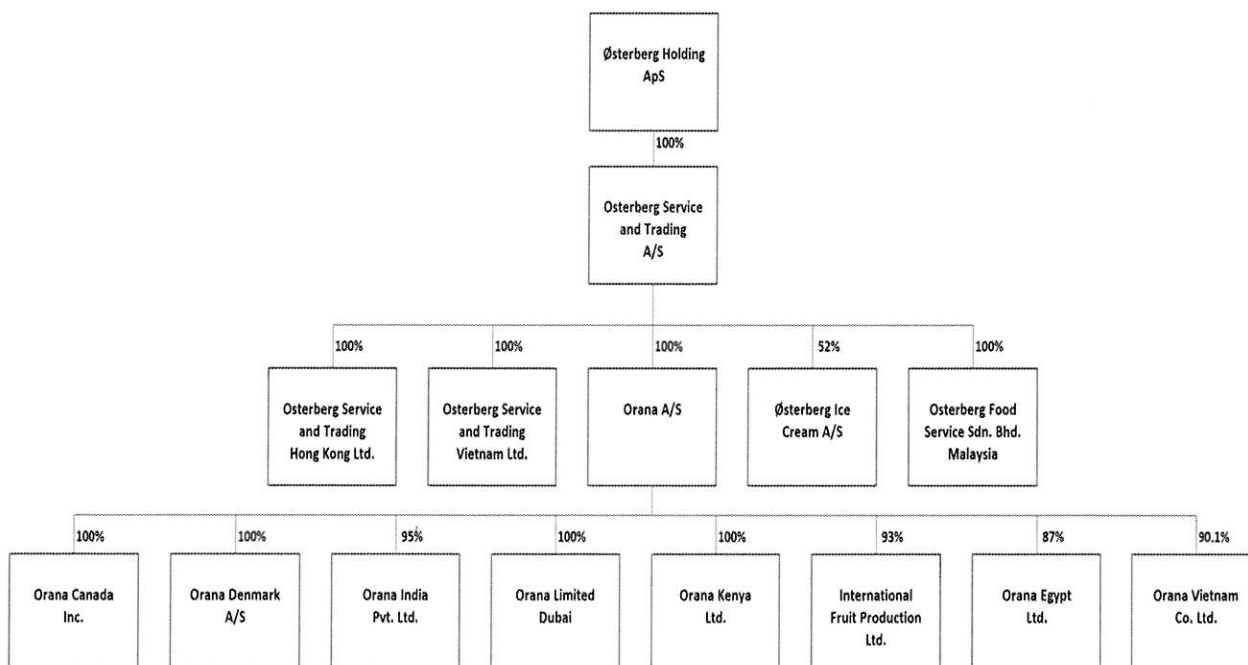 Østerberg Holding
ApS
100%
Osterberg Service
and Trading
A/S
100%
100%
100%
52%
100%
Osterberg Service
and Trading
Hong Kong Ltd.
Osterberg Service
and Trading
Vietnam Ltd.
Orana A/S
Østerberg Ice
Cream A/S
Osterberg Food
Service Sdn. Bhd.
Malaysia
100%
100%
95%
100%
100%
93%
87%
90.1%
Orana Canada
Inc.
Orana Denmark
A/S
Orana India
Pvt. Ltd.
Orana Limited
Dubai
Orana Kenya
Ltd.
International
Fruit Production
Ltd.
Orana Egypt
Ltd.
Orana Vietnam
Co. Ltd.